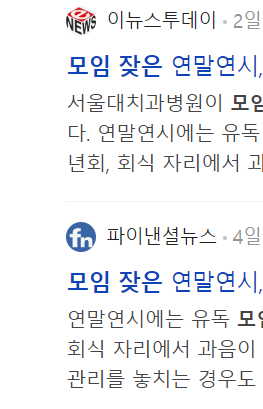 NEWS 이뉴스투데이 · 2일
모임 잦은 연말연시,
서울대치과병원이 모임
다. 연말연시에는 유독
년회, 회식 자리에서 과
fn 파이낸셜뉴스 · 4일
모임 잦은 연말연시,
연말연시에는 유독 모임
회식 자리에서 과음이
관리를 놓치는 경우도